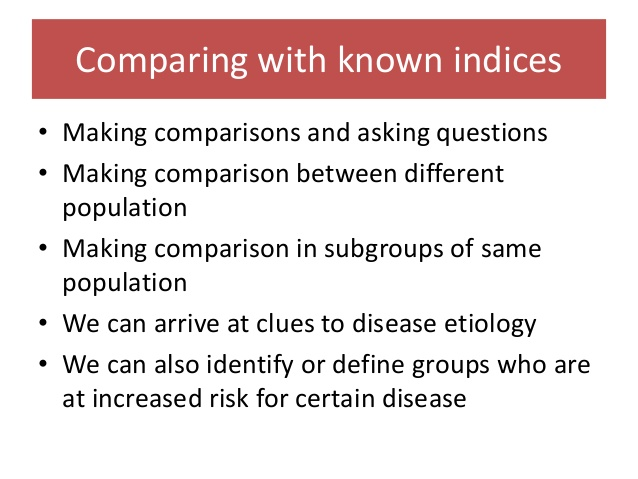 Comparing with known indices
• Making comparisons and asking questions
• Making comparison between different
population
• Making comparison in subgroups of same
population
• We can arrive at clues to disease etiology
• We can also identify or define groups who are
at increased risk for certain disease